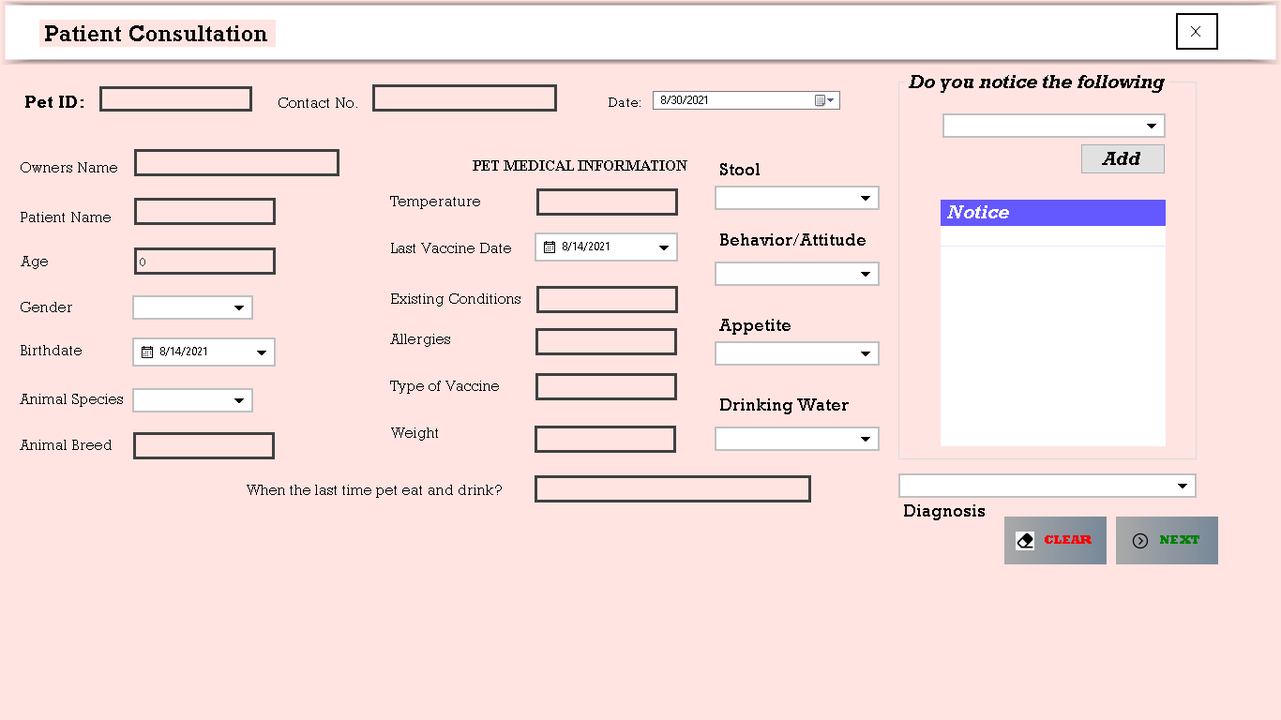 Patient Consultation
X
Pet ID:
Contact No.
Date:
8/30/2021
Do you notice the following
Add
Notice
Owners Name
Patient Name
Age
0
Gender
Birthdate
8/14/2021
Animal Species
Animal Breed
PET MEDICAL INFORMATION
Temperature
Last Vaccine Date
8/14/2021
Existing Conditions
Allergies
Type of Vaccine
Weight
When the last time pet eat and drink?
Stool
Behavior/Attitude
Appetite
Drinking Water
Diagnosis
CLEAR
NEXT